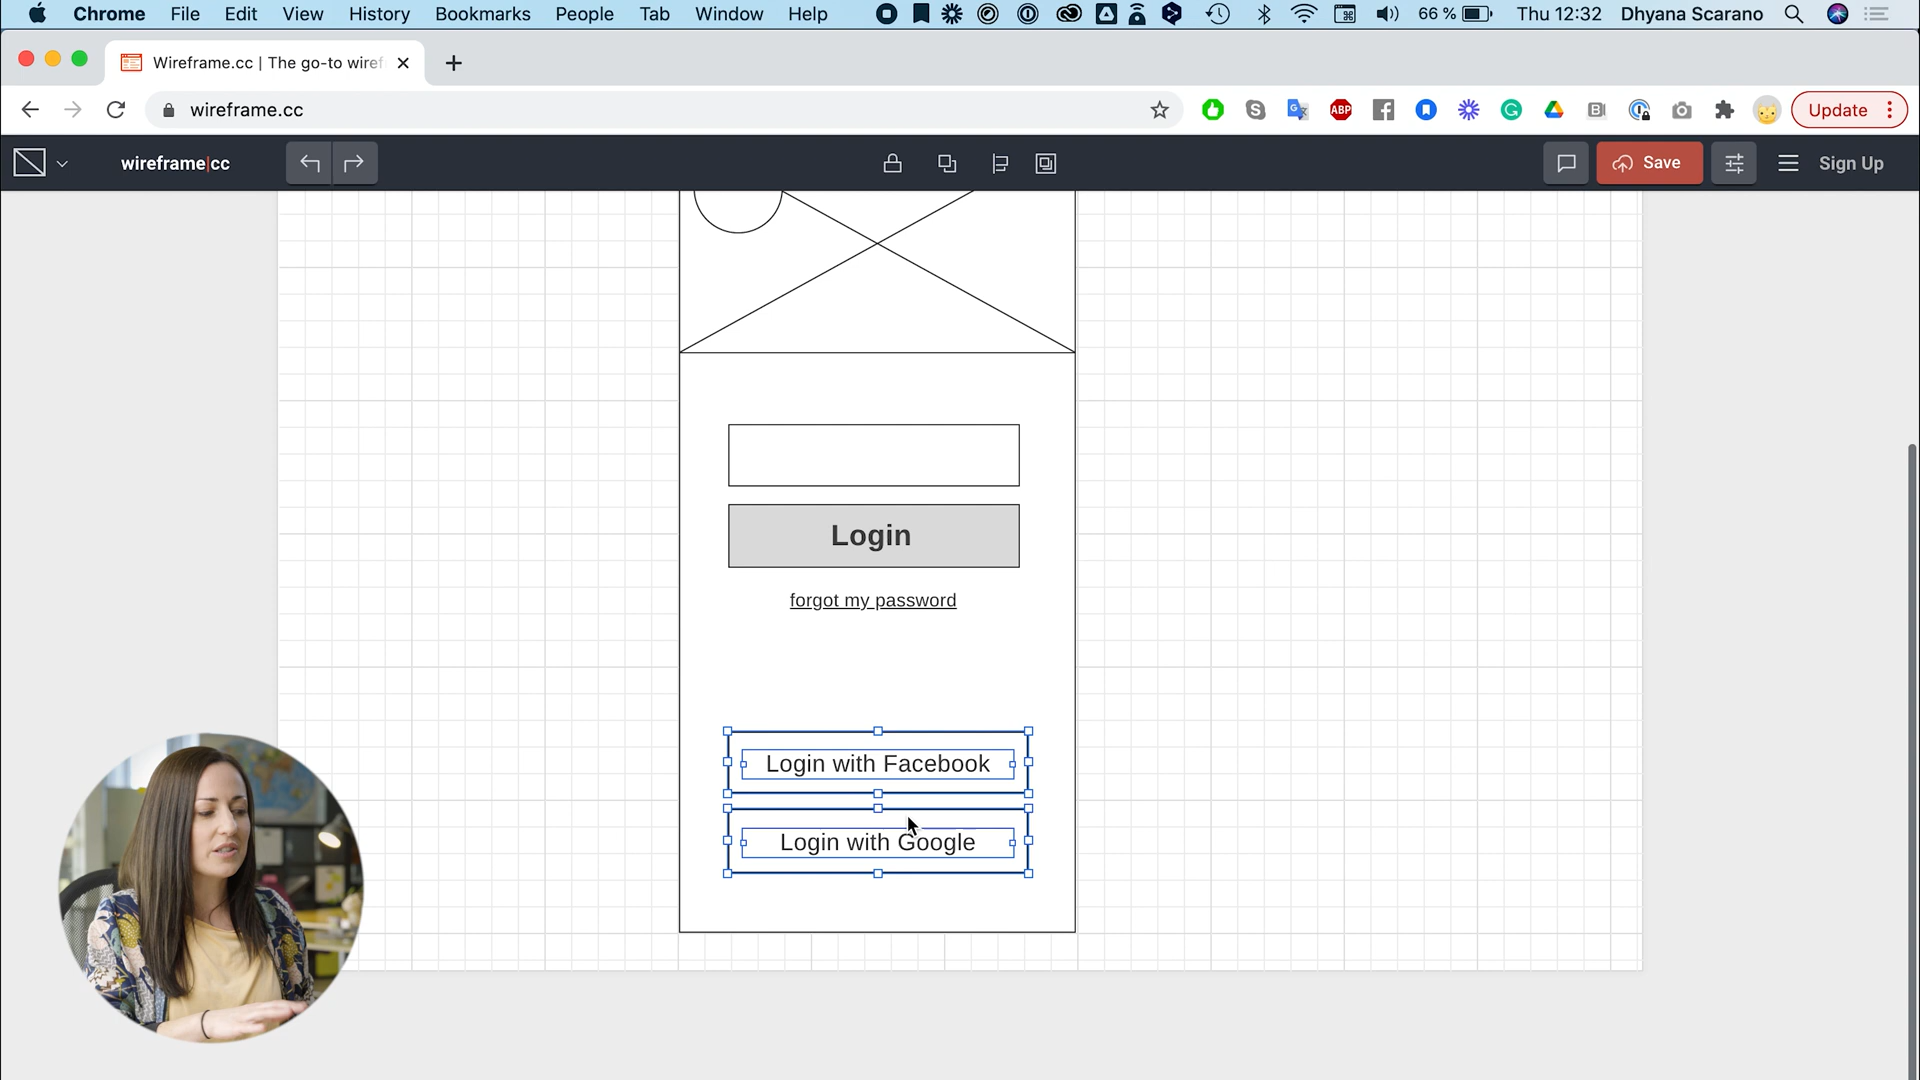 Chrome File Edit View History Bookmarks People Tab Window Help 66 % Thu 12:32 Dhyana Scarano
Wireframe.cc | The go-to wiref
wireframe.cc ABP Update
wireframe|cc Save Sign Up
Login
forgot my password
Login with Facebook
Login with Google